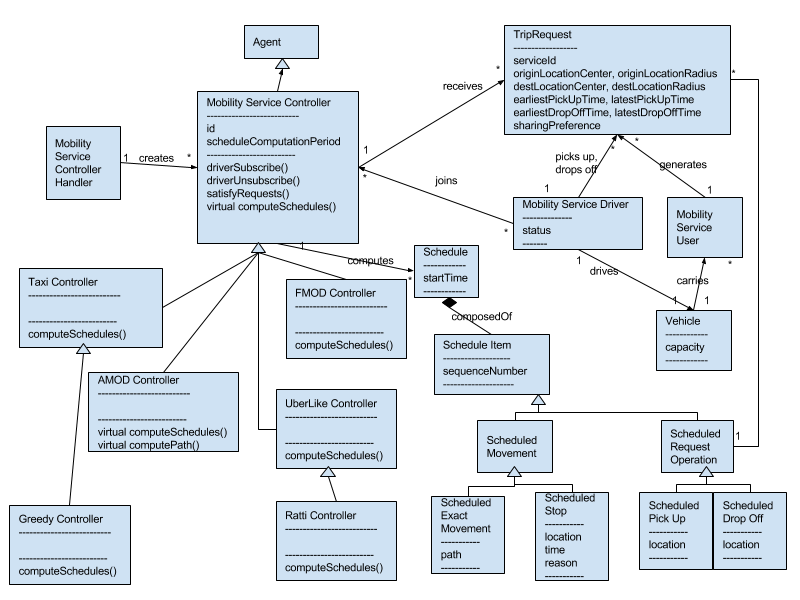 Agent
TripRequest
------------------
serviceId
originLocationCenter, originLocationRadius
destLocationCenter, destLocationRadius
earliestPickUpTime, latestPickUpTime
earliestDropOffTime, latestDropOffTime
sharingPreference
*
*
receives
1
Mobility Service Controller
--------------------------
id
scheduleComputationPeriod
-------------------------
driverSubscribe()
driverUnsubscribe()
satisfyRequests()
virtual computeSchedules()
Mobility
Service
Controller
Handler
1
creates
*
*
joins
*
picks up,
drops off
*
1
*
generates
1
Mobility Service Driver
--------------
status
-------
Mobility
Service
User
*
1
drives
1
carries
1
Vehicle
------------
capacity
------------
1
computes
*
Schedule
------------
startTime
------------
composedOf
Schedule Item
-------------------
sequenceNumber
--------------------
Taxi Controller
--------------------------
-------------------------
computeSchedules()
FMOD Controller
--------------------------
-------------------------
computeSchedules()
AMOD Controller
--------------------------
-------------------------
virtual computeSchedules()
virtual computePath()
UberLike Controller
--------------------------
-------------------------
computeSchedules()
Greedy Controller
--------------------------
-------------------------
computeSchedules()
Ratti Controller
--------------------------
-------------------------
computeSchedules()
Scheduled
Movement
Scheduled
Request
Operation
1
Scheduled
Exact
Movement
-----------
path
-----------
Scheduled
Stop
-----------
location
time
reason
-----------
Scheduled
Pick Up
-----------
location
-----------
Scheduled
Drop Off
-----------
location
-----------